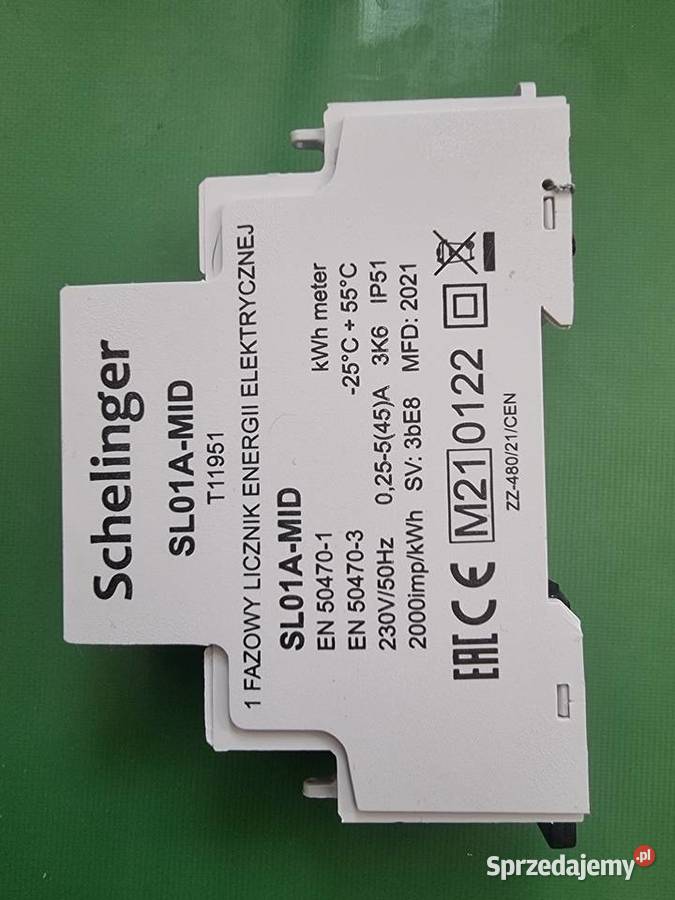 Schelinger
SL01A-MID
T11951
1 FAZOWY LICZNIK ENERGII ELEKTRYCZNEJ
SL01A-MID
EN 50470-1 kWh meter
EN 50470-3 -25°C + 55°C
230V/50Hz 0,25-5(45)A 3K6 IP51
2000imp/kWh SV: 3bE8 MFD: 2021
EAC CE M21 0122
ZZ-480/21/CEN
Sprzedajemy.pl